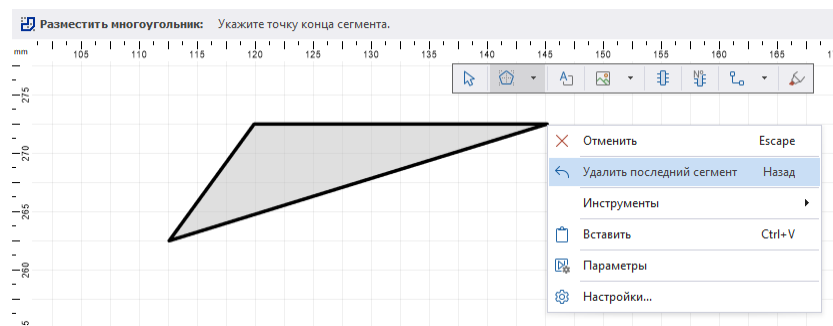 Разместить многоугольник: Укажите точку конца сегмента.
mm 105 110 115 120 125 130 135 140 145 150 155 160 165 17
275
270
265
260
Отменить Escape
Удалить последний сегмент Назад
Инструменты
Вставить Ctrl+V
Параметры
Настройки...